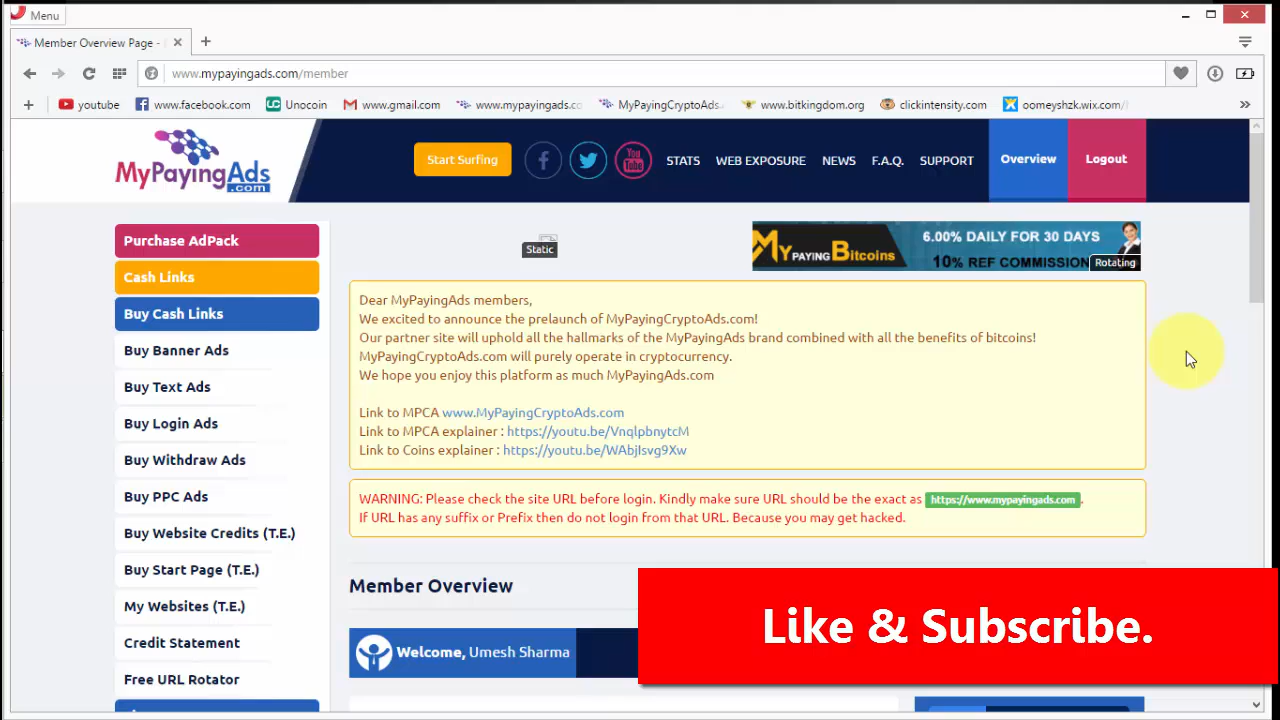 Menu
Member Overview Page -
www.mypayingads.com/member
youtube
www.facebook.com
Unpcoin
www.gmail.com
www.mypayingads.co
MyPayingCryptoAds.
www.bitkingdom.org
clickintensity.com
oomeyshzk.wix.com/
MyPayingAds
.com
Start Surfing
You
Tube
STATS
WEB EXPOSURE
NEWS
F.A.Q.
SUPPORT
Overview
Logout
Purchase AdPack
Cash Links
Buy Cash Links
Buy Banner Ads
Buy Text Ads
Buy Login Ads
Buy Withdraw Ads
Buy PPC Ads
Buy Website Credits (T.E.)
Buy Start Page (T.E.)
My Websites (T.E.)
Credit Statement
Free URL Rotator
Static
MY PAYING BITCOINS
6.00% DAILY FOR 30 DAYS
10% REF COMMISSION
Rotating
Dear MyPayingAds members,
We excited to announce the prelaunch of MyPayingCryptoAds.com!
Our partner site will uphold all the hallmarks of the MyPayingAds brand combined with all the benefits of bitcoins!
MyPayingCryptoAds.com will purely operate in cryptocurrency.
We hope you enjoy this platform as much MyPayingAds.com
Link to MPCA www.MyPayingCryptoAds.com
Link to MPCA explainer : https://youtu.be/VnqlpbnytcM
Link to Coins explainer : https://youtu.be/WAbjIsvg9Xw
WARNING: Please check the site URL before login. Kindly make sure URL should be the exact as https://www.mypayingads.com .
If URL has any suffix or Prefix then do not login from that URL. Because you may get hacked.
Member Overview
Welcome, Umesh Sharma
Like & Subscribe.